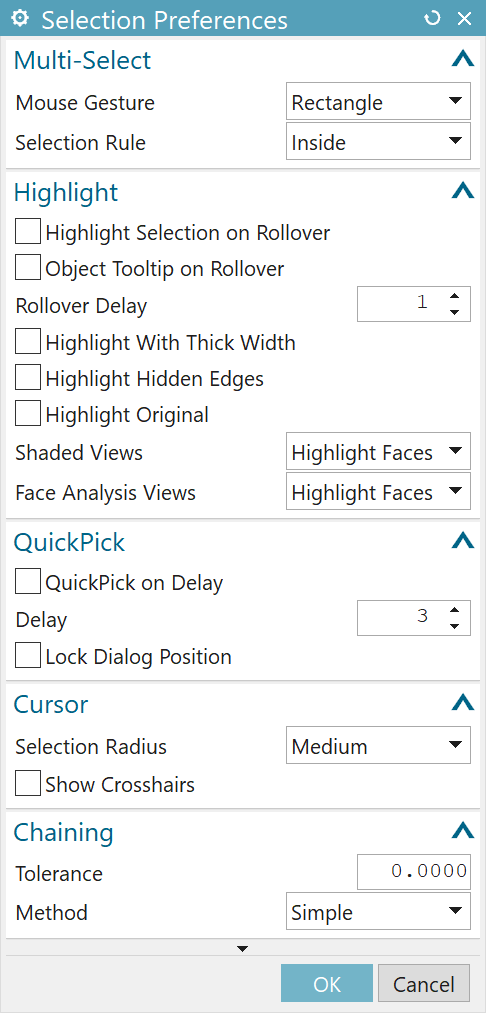 Selection Preferences
Multi-Select
Mouse Gesture Rectangle
Selection Rule Inside
Highlight
Highlight Selection on Rollover
Object Tooltip on Rollover
Rollover Delay 1
Highlight With Thick Width
Highlight Hidden Edges
Highlight Original
Shaded Views Highlight Faces
Face Analysis Views Highlight Faces
QuickPick
QuickPick on Delay
Delay 3
Lock Dialog Position
Cursor
Selection Radius Medium
Show Crosshairs
Chaining
Tolerance 0.0000
Method Simple
OK Cancel